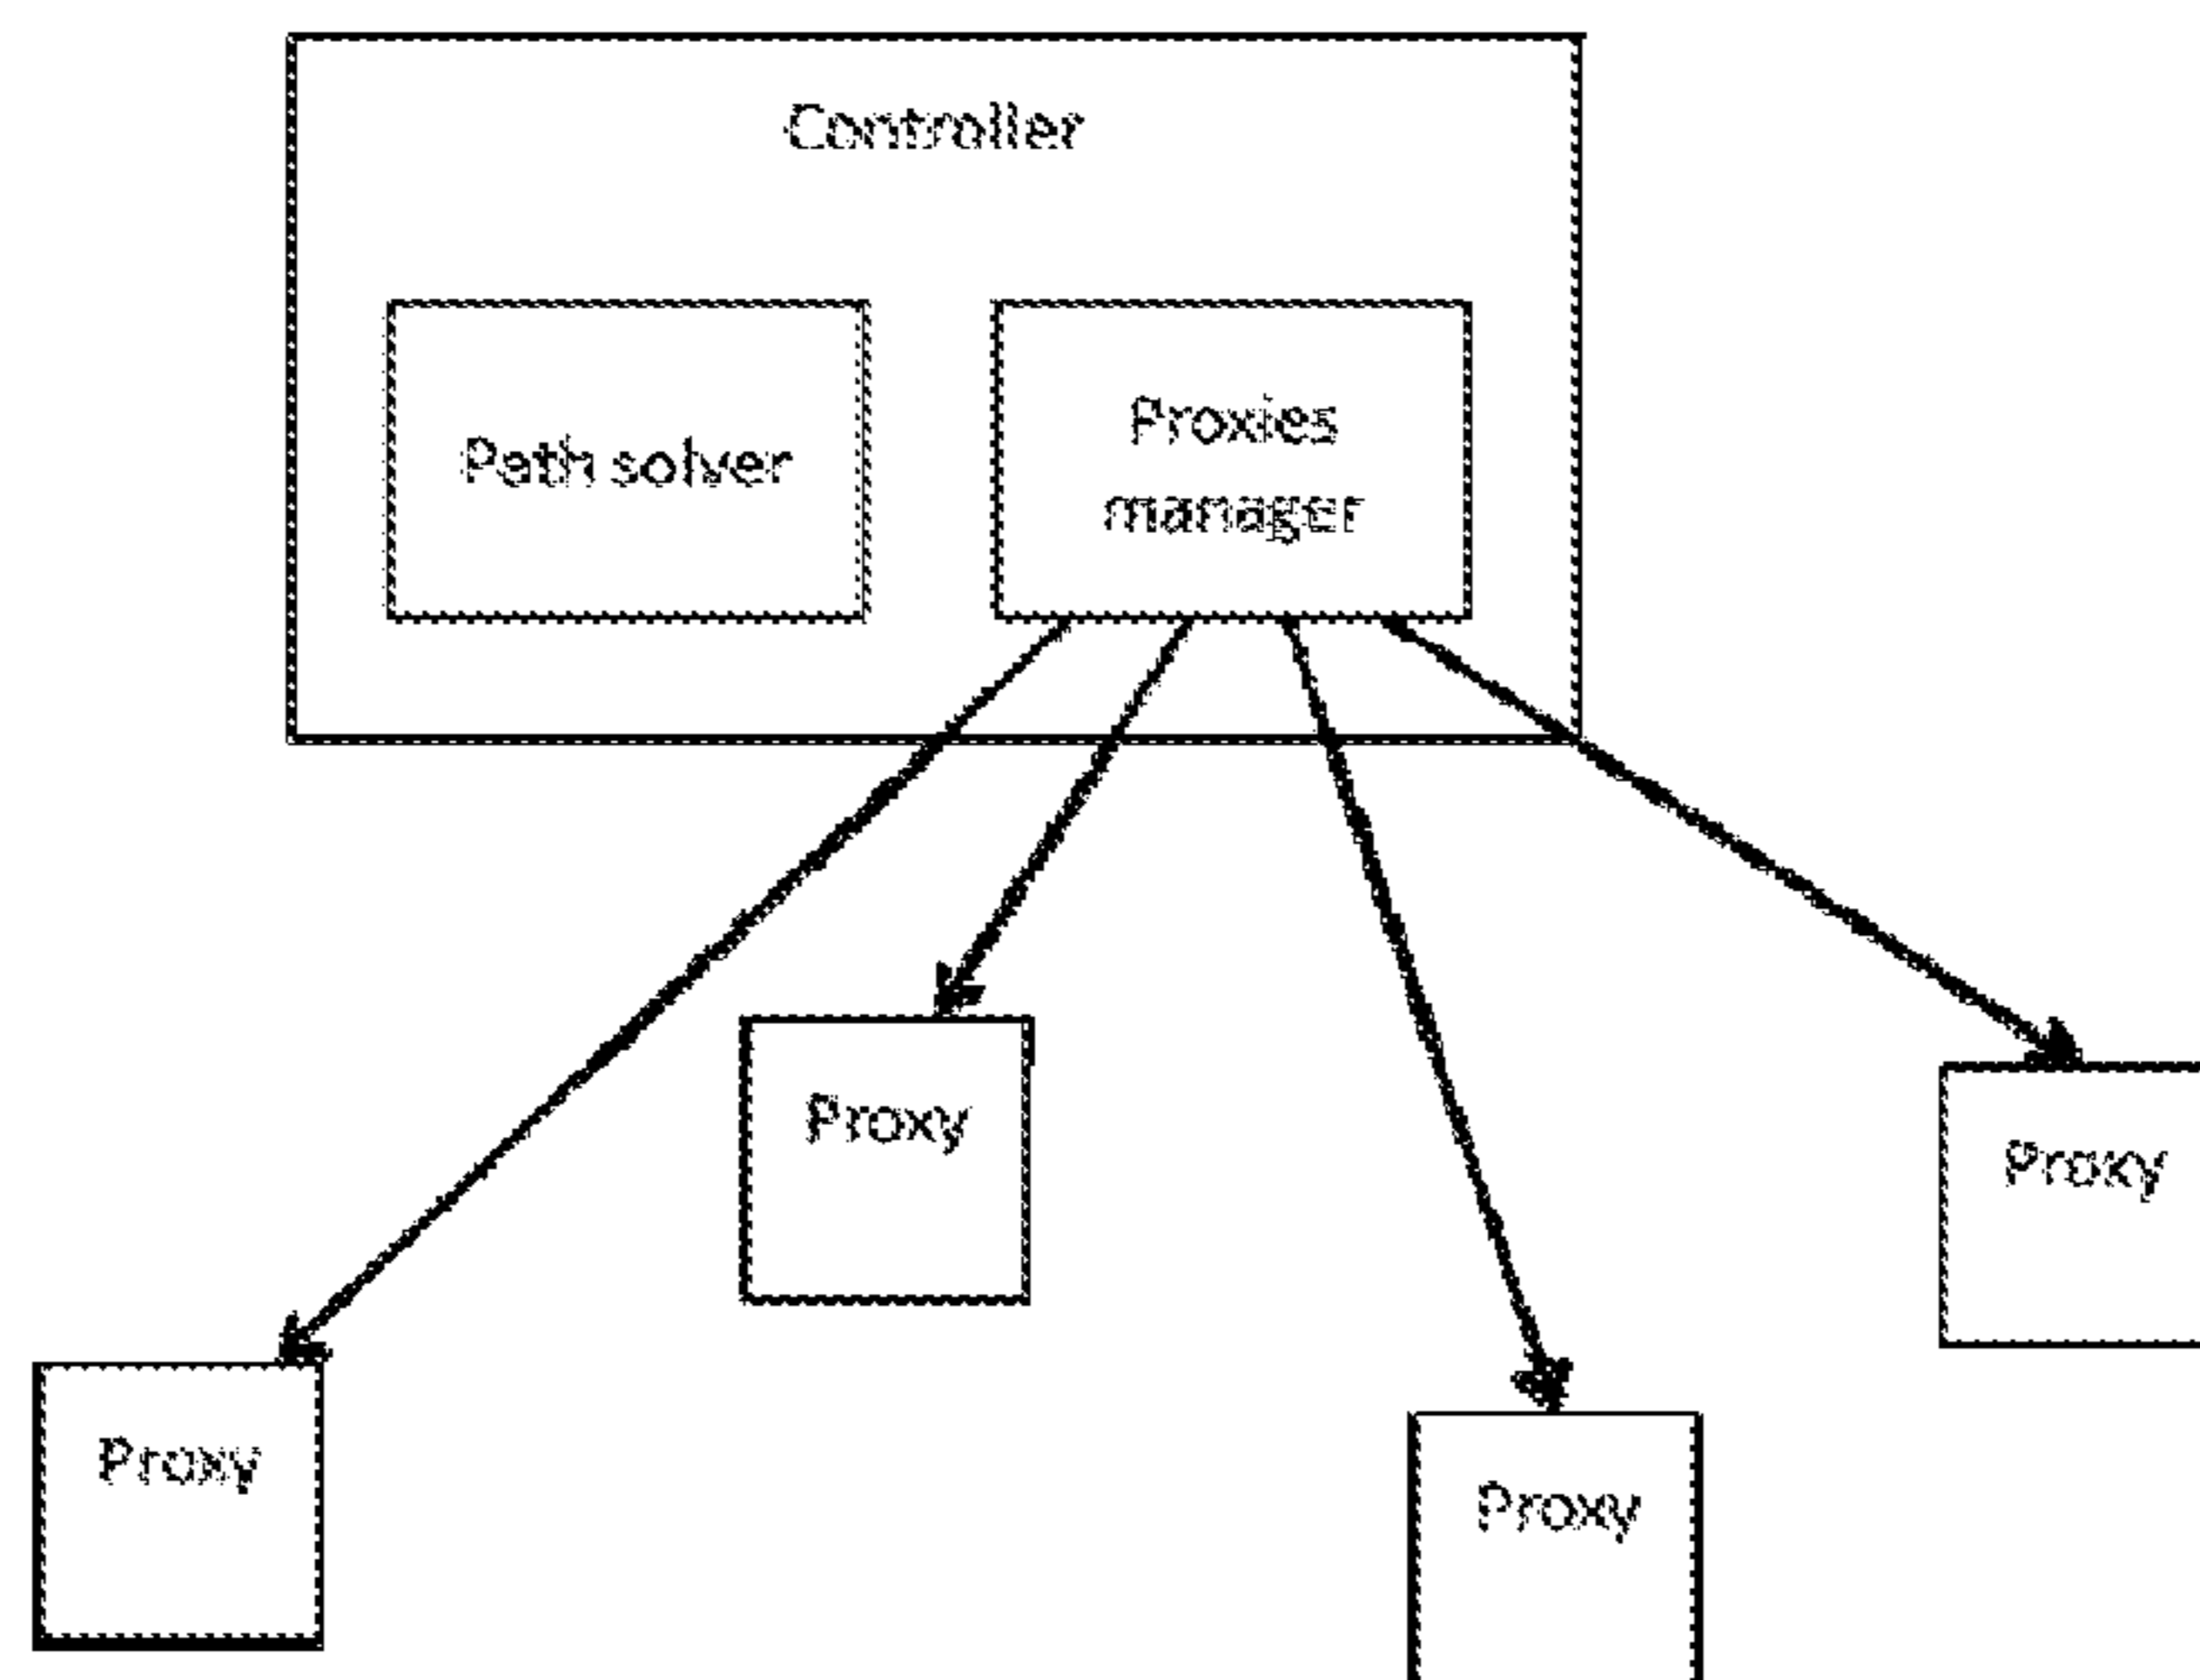 Controller
Path solver
Proxies
manager
Proxy
Proxy
Proxy
Proxy